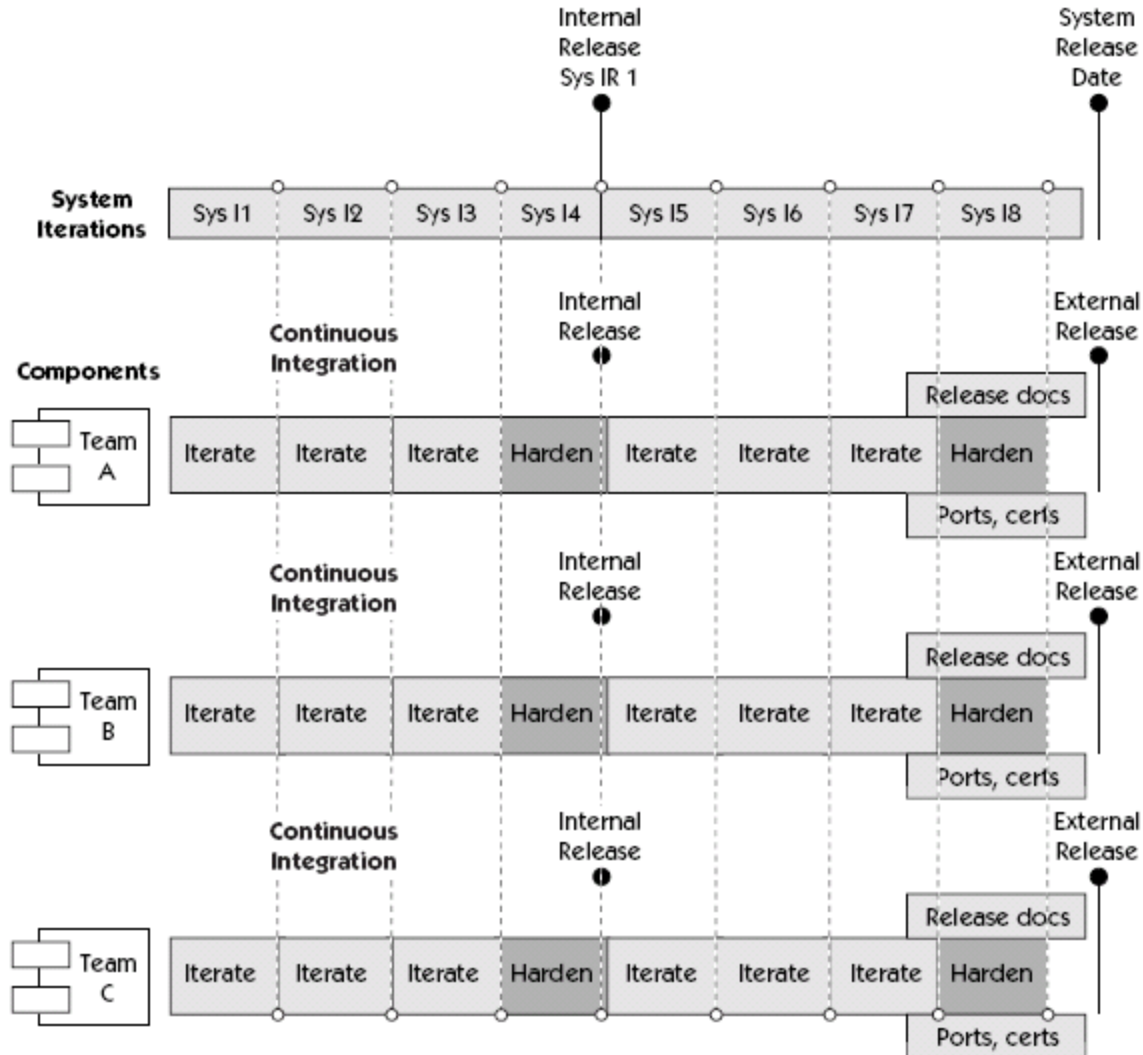 Internal
Release
Sys IR 1
System
Release
Date
System
Iterations
Sys I1 Sys I2 Sys I3 Sys I4 Sys I5 Sys I6 Sys I7 Sys I8
Continuous
Integration
Internal
Release
External
Release
Components
Release docs
Team
A
Iterate Iterate Iterate Harden Iterate Iterate Iterate Harden
Ports, certs
Continuous
Integration
Internal
Release
External
Release
Release docs
Team
B
Iterate Iterate Iterate Harden Iterate Iterate Iterate Harden
Ports, certs
Continuous
Integration
Internal
Release
External
Release
Release docs
Team
C
Iterate Iterate Iterate Harden Iterate Iterate Iterate Harden
Ports, certs